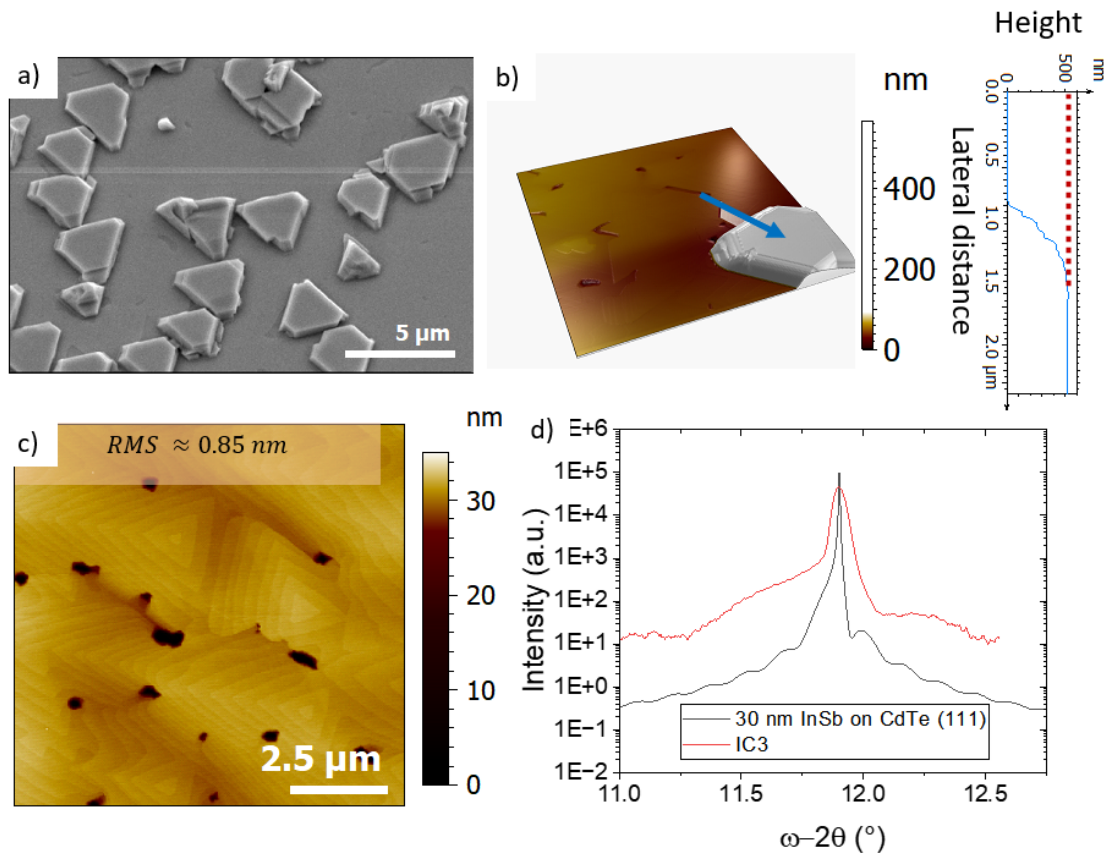 a)
5 µm
b)
nm
400
200
0
Height
nm
0
500
0.0
0.5
1.0
1.5
2.0 µm
Lateral distance
c)
RMS ≈ 0.85 nm
2.5 µm
nm
30
20
10
0
d)
E+6
1E+5
1E+4
1E+3
1E+2
1E+1
1E+0
1E−1
1E−2
Intensity (a.u.)
30 nm InSb on CdTe (111)
IC3
11.0
11.5
12.0
12.5
ω−2θ (°)